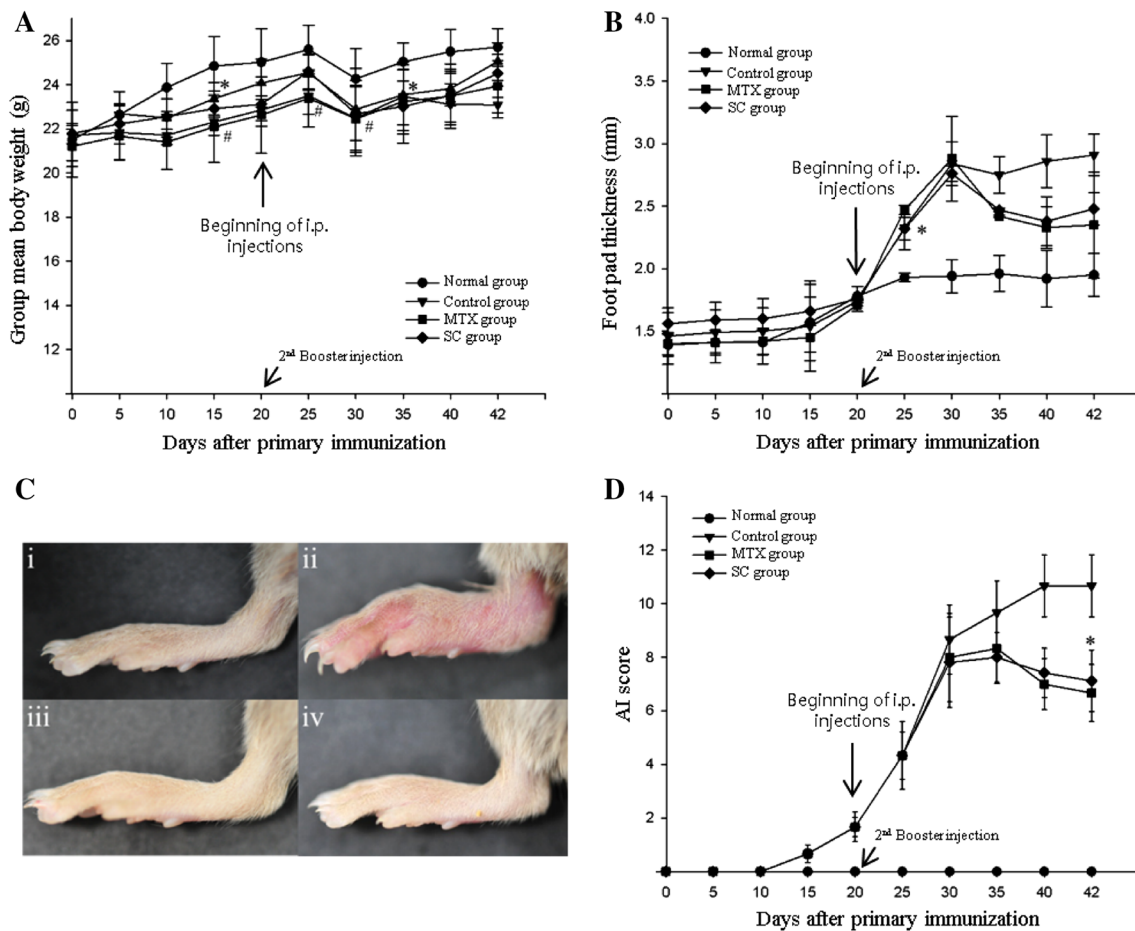 A
26
24
22
20
18
16
14
12
Group mean body weight (g)
*
#
#
#
*
Beginning of i.p.
injections
Normal group
Control group
MTX group
SC group
2nd Booster injection
0 5 10 15 20 25 30 35 40 42
Days after primary immunization
B
4.0
3.5
3.0
2.5
2.0
1.5
Foot pad thickness (mm)
Normal group
Control group
MTX group
SC group
Beginning of i.p.
injections
*
2nd Booster injection
0 5 10 15 20 25 30 35 40 42
Days after primary immunization
C
i
ii
iii
iv
D
14
12
10
8
6
4
2
AI score
Normal group
Control group
MTX group
SC group
*
Beginning of i.p.
injections
2nd Booster injection
0 5 10 15 20 25 30 35 40 42
Days after primary immunization